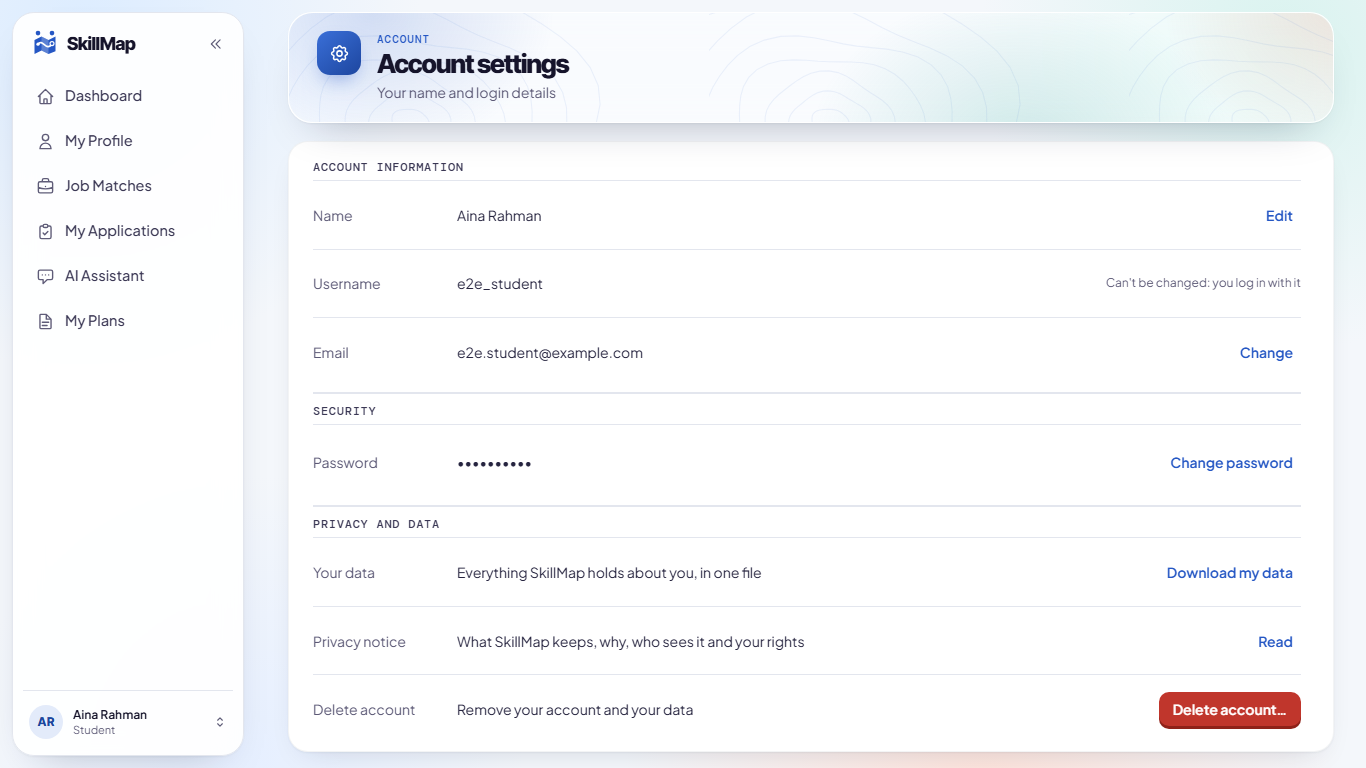 SkillMap
Dashboard
My Profile
Job Matches
My Applications
AI Assistant
My Plans
AR
Aina Rahman
Student
ACCOUNT
Account settings
Your name and login details
ACCOUNT INFORMATION
Name Aina Rahman Edit
Username e2e_student Can't be changed: you log in with it
Email e2e.student@example.com Change
SECURITY
Password •••••••••• Change password
PRIVACY AND DATA
Your data Everything SkillMap holds about you, in one file Download my data
Privacy notice What SkillMap keeps, why, who sees it and your rights Read
Delete account Remove your account and your data Delete account…